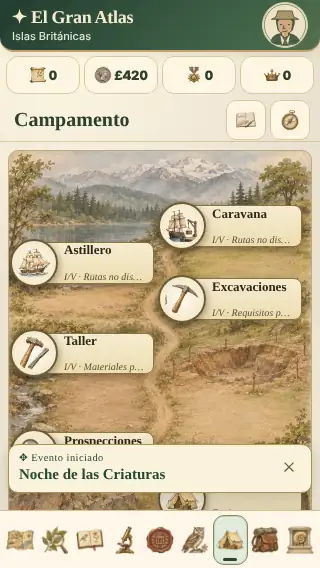 ✦ El Gran Atlas
Islas Británicas
0
£420
0
0
Campamento
Caravana
I/V · Rutas no dis…
Astillero
I/V · Rutas no dis…
Excavaciones
I/V · Requisitos p…
Taller
I/V · Materiales p…
Prospecciones
✥ Evento iniciado
Noche de las Criaturas
×